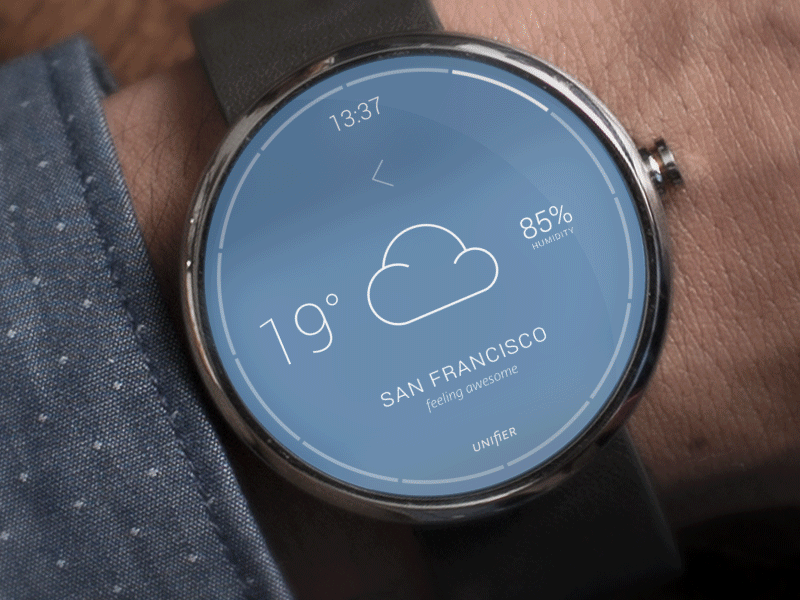 13:37
85%
HUMIDITY
19°
SAN FRANCISCO
feeling awesome
UNIFIER